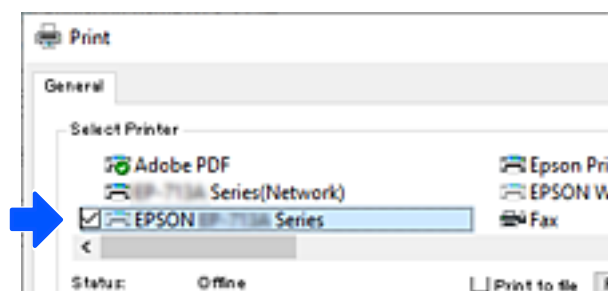 Print
General
Select Printer
Adobe PDF
Epson Pri
Series(Network)
EPSON W
EPSON Series
Fax
Status: Offline
Print to file